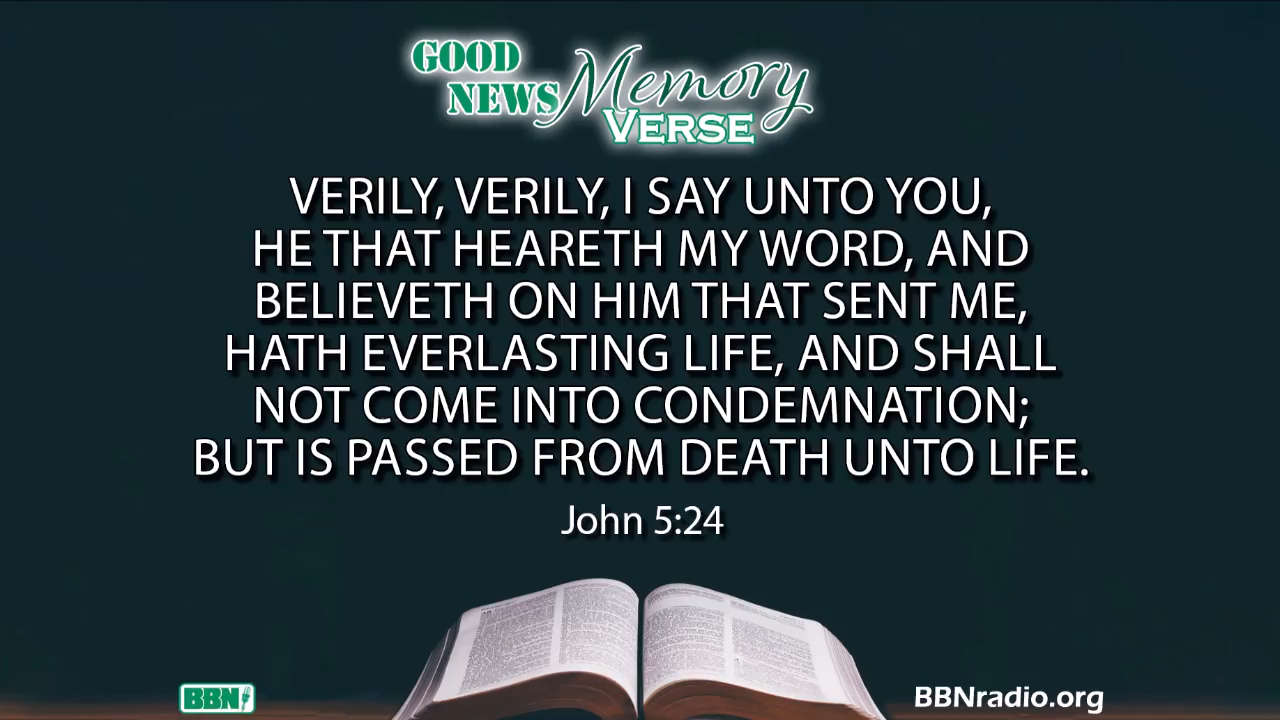 GOOD
NEWS Memory
VERSE
VERILY, VERILY, I SAY UNTO YOU,
HE THAT HEARETH MY WORD, AND
BELIEVETH ON HIM THAT SENT ME,
HATH EVERLASTING LIFE, AND SHALL
NOT COME INTO CONDEMNATION;
BUT IS PASSED FROM DEATH UNTO LIFE.
John 5:24
BBN
BBNradio.org